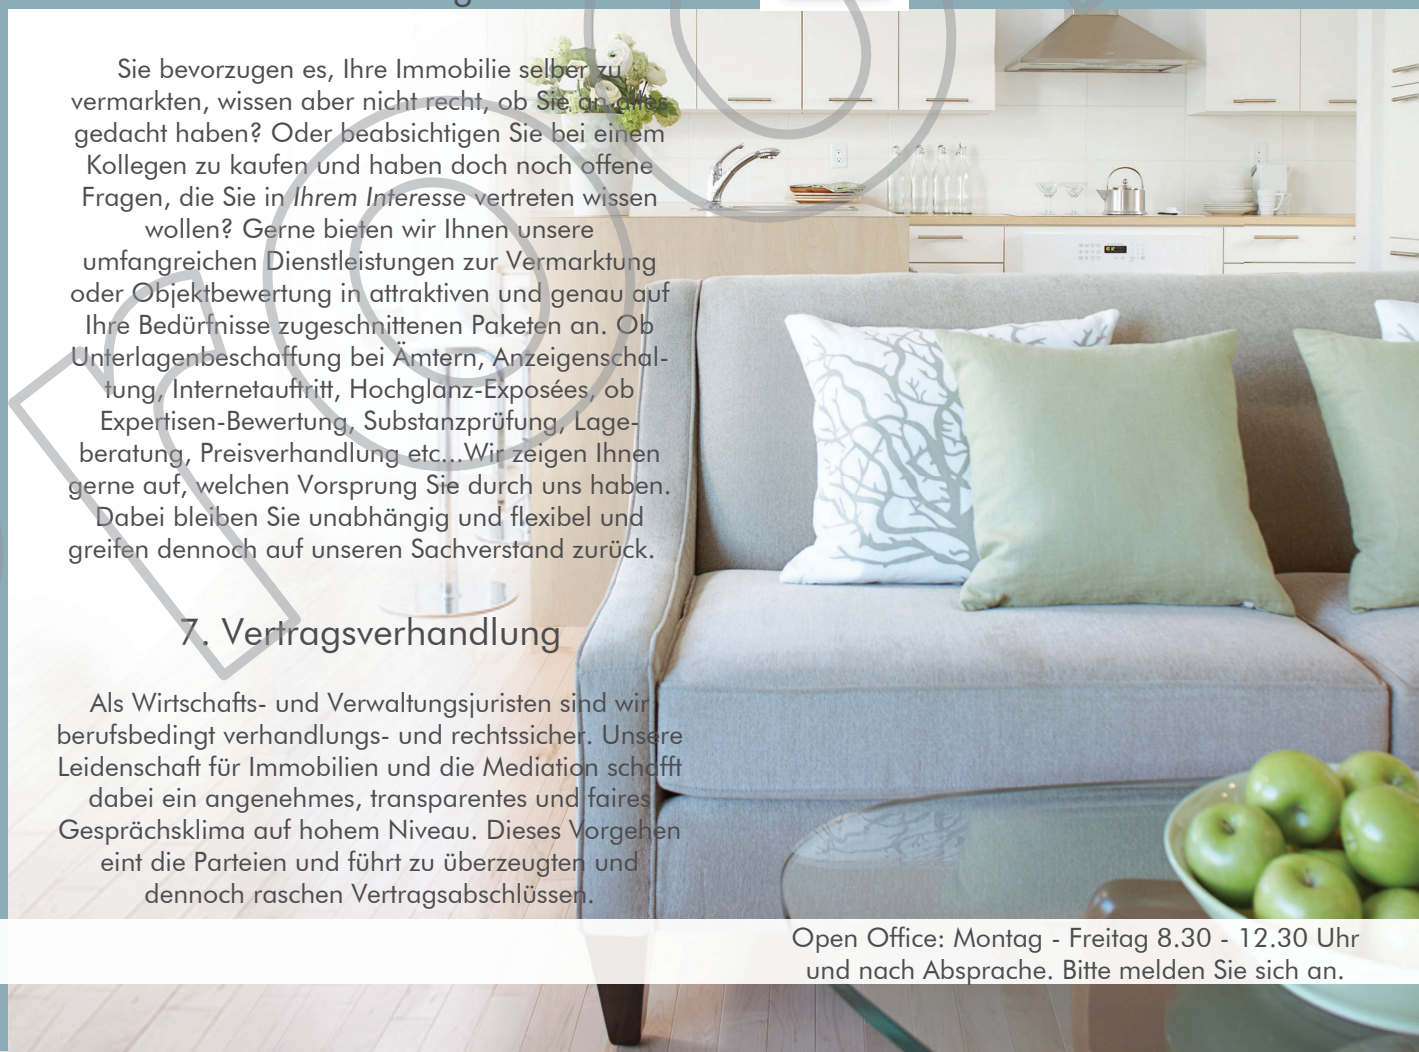 Sie bevorzugen es, Ihre Immobilie selber zu
vermarkten, wissen aber nicht recht, ob Sie an alles
gedacht haben? Oder beabsichtigen Sie bei einem
Kollegen zu kaufen und haben doch noch offene
Fragen, die Sie in Ihrem Interesse vertreten wissen
wollen? Gerne bieten wir Ihnen unsere
umfangreichen Dienstleistungen zur Vermarktung
oder Objektbewertung in attraktiven und genau auf
Ihre Bedürfnisse zugeschnittenen Paketen an. Ob
Unterlagenbeschaffung bei Ämtern, Anzeigenschal-
tung, Internetauftritt, Hochglanz-Exposées, ob
Expertisen-Bewertung, Substanzprüfung, Lage-
beratung, Preisverhandlung etc...Wir zeigen Ihnen
gerne auf, welchen Vorsprung Sie durch uns haben.
Dabei bleiben Sie unabhängig und flexibel und
greifen dennoch auf unseren Sachverstand zurück.
7. Vertragsverhandlung
Als Wirtschafts- und Verwaltungsjuristen sind wir
berufsbedingt verhandlungs- und rechtssicher. Unsere
Leidenschaft für Immobilien und die Mediation schafft
dabei ein angenehmes, transparentes und faires
Gesprächsklima auf hohem Niveau. Dieses Vorgehen
eint die Parteien und führt zu überzeugten und
dennoch raschen Vertragsabschlüssen.
Open Office: Montag - Freitag 8.30 - 12.30 Uhr
und nach Absprache. Bitte melden Sie sich an.